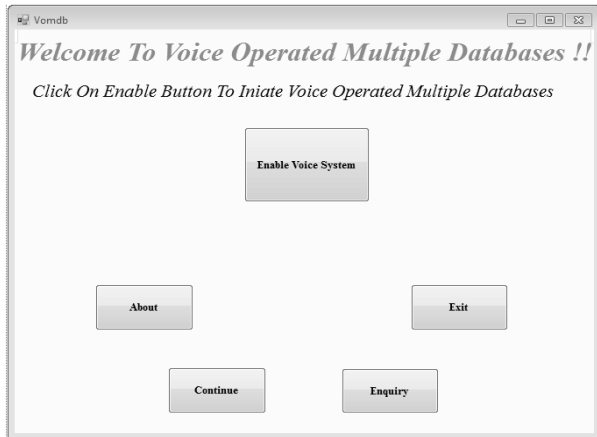 Vomdb
Welcome To Voice Operated Multiple Databases !!
Click On Enable Button To Iniate Voice Operated Multiple Databases
Enable Voice System
About
Exit
Continue
Enquiry